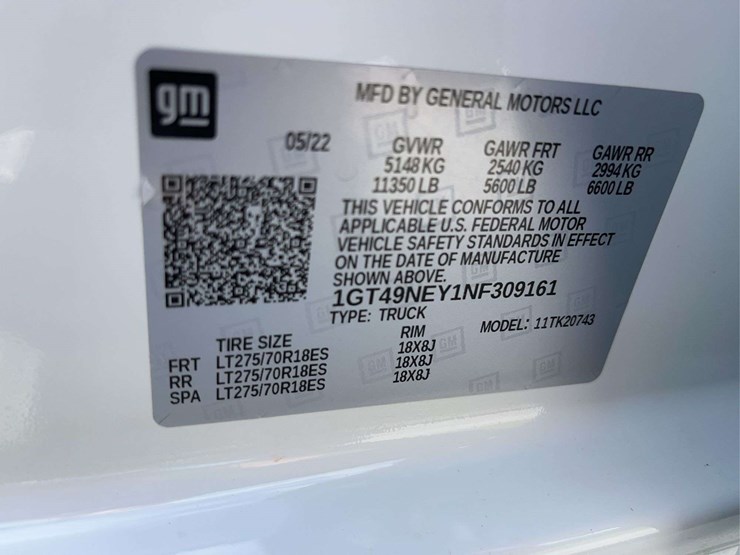 gm
MFD BY GENERAL MOTORS LLC
05/22 GVWR GAWR FRT GAWR RR
5148 KG 2540 KG 2994 KG
11350 LB 5600 LB 6600 LB
THIS VEHICLE CONFORMS TO ALL
APPLICABLE U.S. FEDERAL MOTOR
VEHICLE SAFETY STANDARDS IN EFFECT
ON THE DATE OF MANUFACTURE
SHOWN ABOVE.
1GT49NEY1NF309161
TYPE: TRUCK MODEL: 11TK20743
TIRE SIZE RIM
FRT LT275/70R18ES 18X8J
RR LT275/70R18ES 18X8J
SPA LT275/70R18ES 18X8J